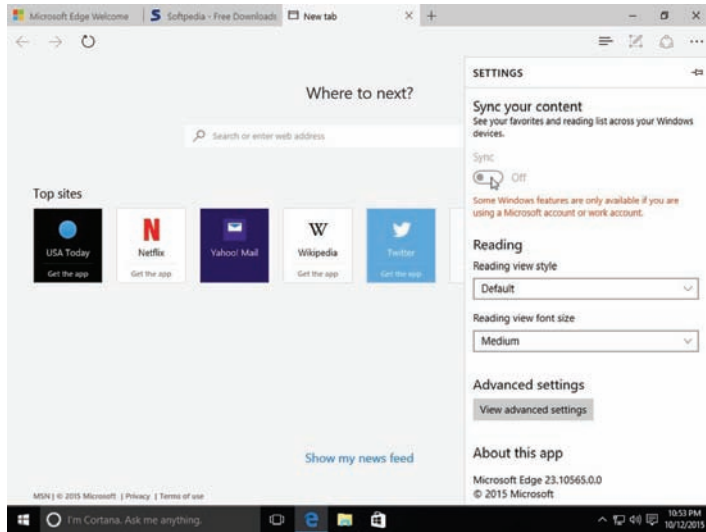 Microsoft Edge Welcome
S Softpedia - Free Downloads
New tab
SETTINGS
Where to next?
Search or enter web address
Sync your content
See your favorites and reading list across your Windows
devices.
Sync
Off
Some Windows features are only available if you are
using a Microsoft account or work account.
Top sites
USA Today
Get the app
N
Netflix
Get the app
Yahoo! Mail
W
Wikipedia
Get the app
Twitter
Get the app
Reading
Reading view style
Default
Reading view font size
Medium
Advanced settings
View advanced settings
Show my news feed
About this app
Microsoft Edge 23.10565.0.0
© 2015 Microsoft
MSN | © 2015 Microsoft | Privacy | Terms of use
I'm Cortana. Ask me anything.
10:53 PM
10/12/2015